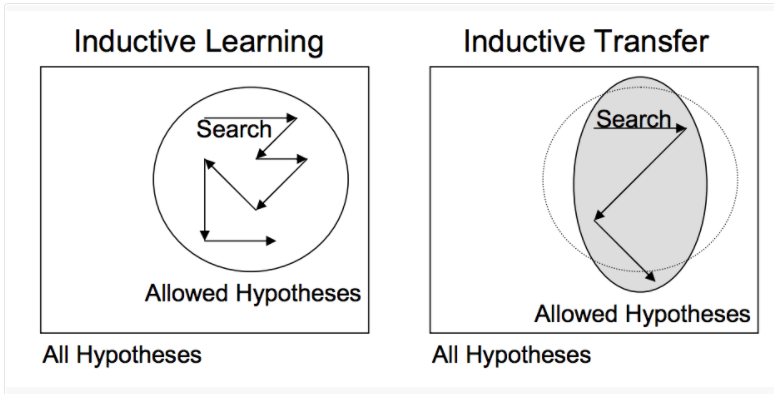 Inductive Learning
Search
Allowed Hypotheses
All Hypotheses
Inductive Transfer
Search
Allowed Hypotheses
All Hypotheses